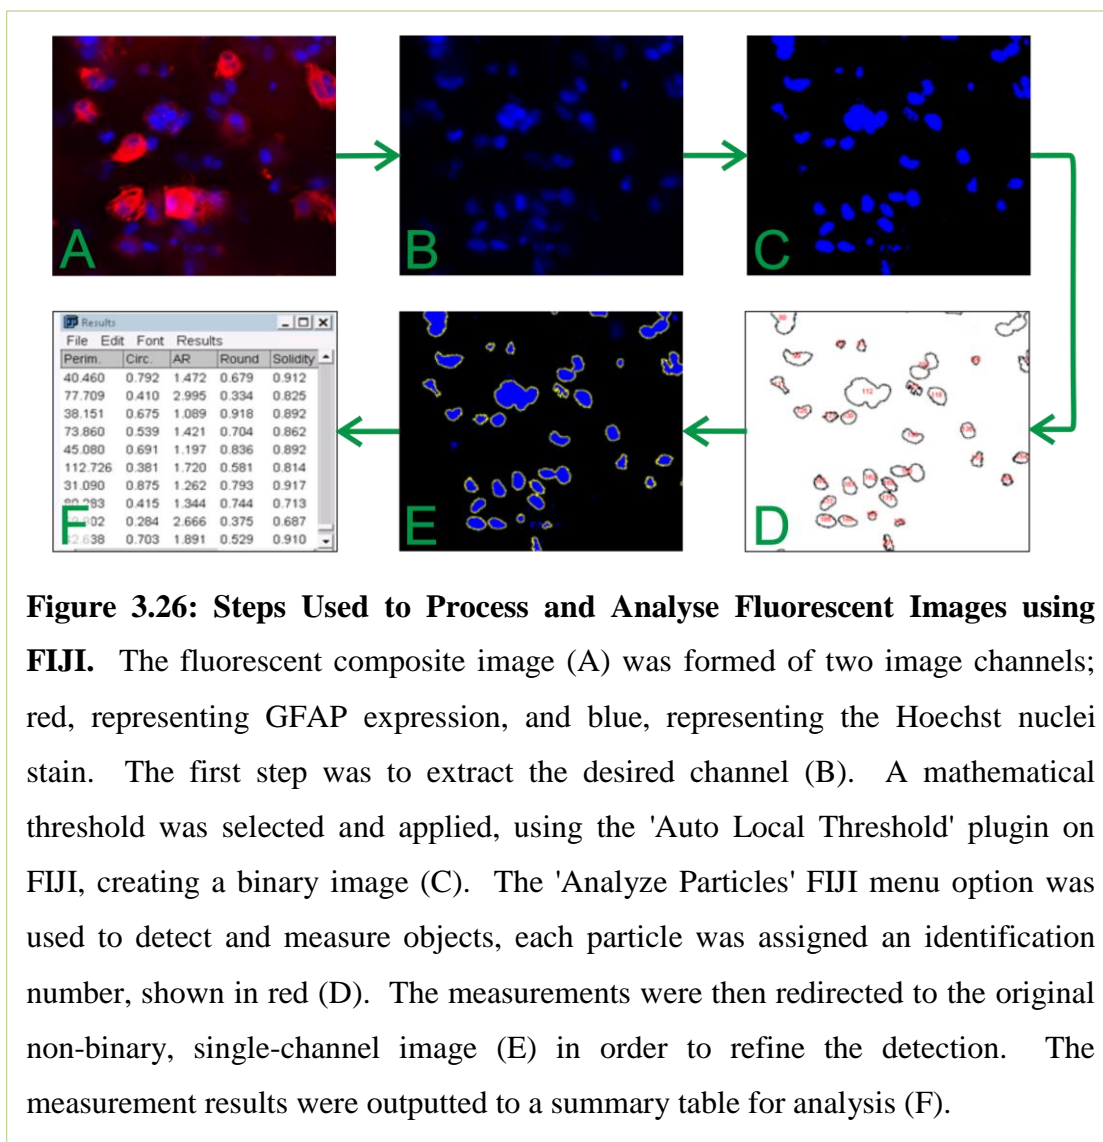 A
B
C
Results
File Edit Font Results
Perim. Circ. AR Round Solidity
40.460 0.792 1.472 0.679 0.912
77.709 0.410 2.995 0.334 0.825
38.151 0.675 1.089 0.918 0.892
73.860 0.539 1.421 0.704 0.862
45.080 0.691 1.197 0.836 0.892
112.726 0.381 1.720 0.581 0.814
31.090 0.875 1.262 0.793 0.917
0.415 1.344 0.744 0.713
0.284 2.666 0.375 0.687
0.703 1.891 0.529 0.910
F
E
D
112
Figure 3.26: Steps Used to Process and Analyse Fluorescent Images using
FIJI. The fluorescent composite image (A) was formed of two image channels;
red, representing GFAP expression, and blue, representing the Hoechst nuclei
stain. The first step was to extract the desired channel (B). A mathematical
threshold was selected and applied, using the 'Auto Local Threshold' plugin on
FIJI, creating a binary image (C). The 'Analyze Particles' FIJI menu option was
used to detect and measure objects, each particle was assigned an identification
number, shown in red (D). The measurements were then redirected to the original
non-binary, single-channel image (E) in order to refine the detection. The
measurement results were outputted to a summary table for analysis (F).